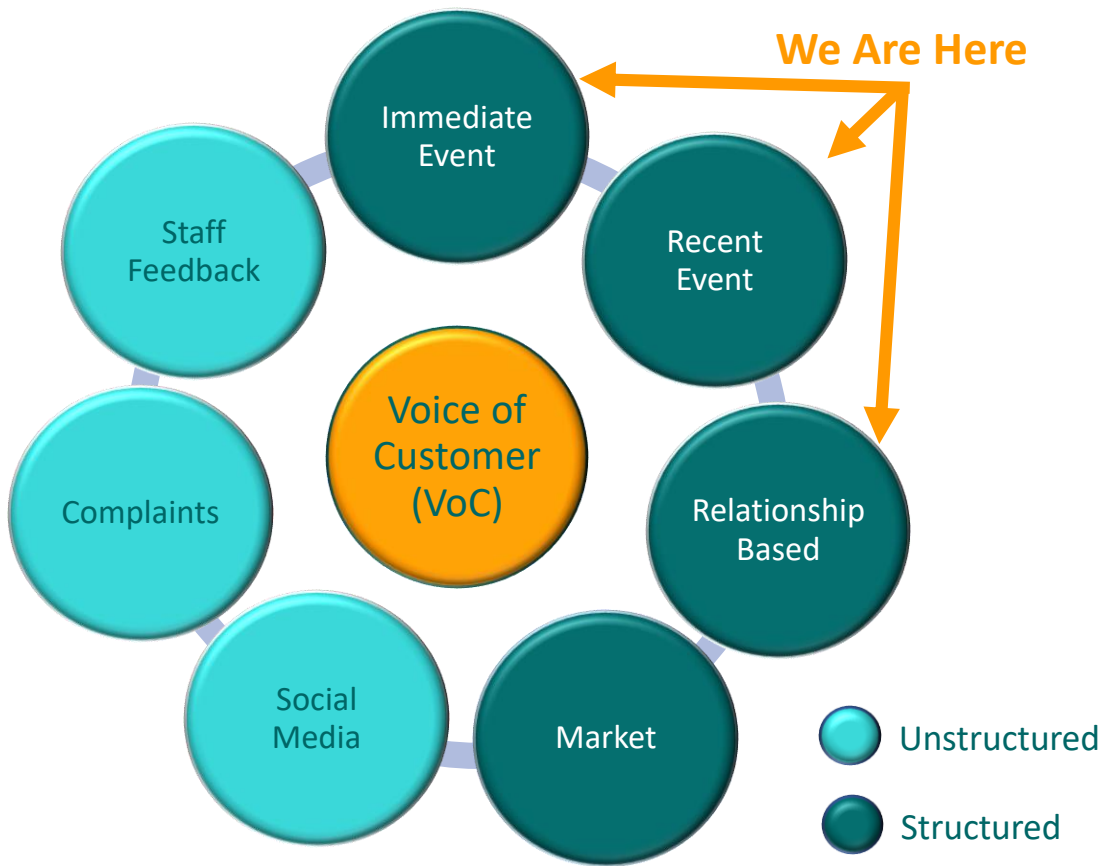 We Are Here
Immediate
Event
Recent
Event
Relationship
Based
Market
Social
Media
Complaints
Staff
Feedback
Voice of
Customer
(VoC)
Unstructured
Structured